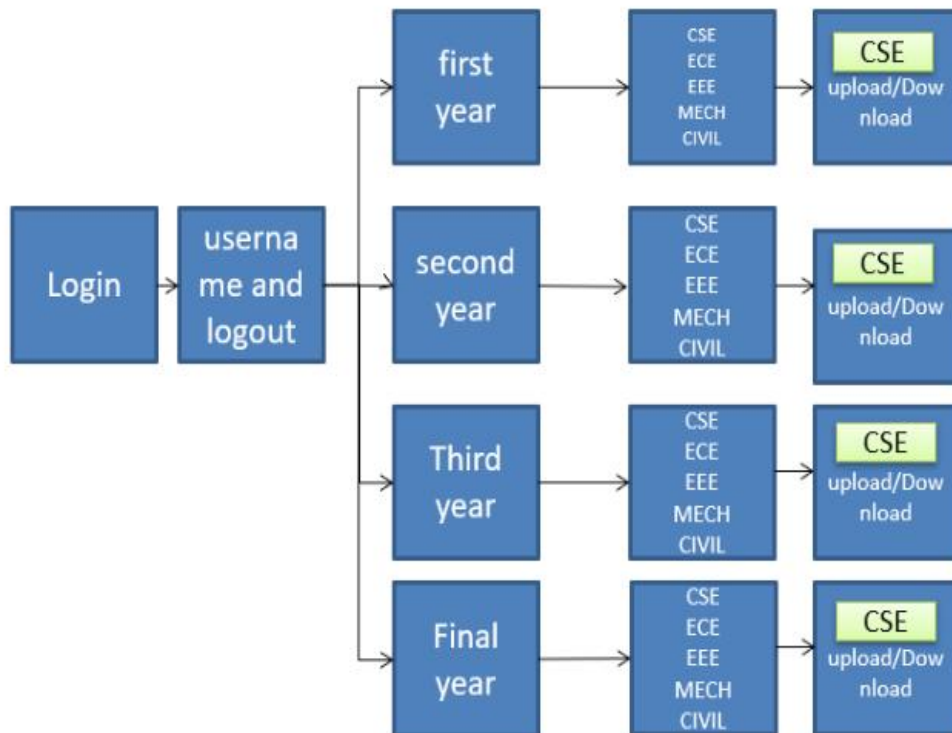 Login
userna
me and
logout
first
year
CSE
ECE
EEE
MECH
CIVIL
CSE
upload/Dow
nload
second
year
CSE
ECE
EEE
MECH
CIVIL
CSE
upload/Dow
nload
Third
year
CSE
ECE
EEE
MECH
CIVIL
CSE
upload/Dow
nload
Final
year
CSE
ECE
EEE
MECH
CIVIL
CSE
upload/Dow
nload